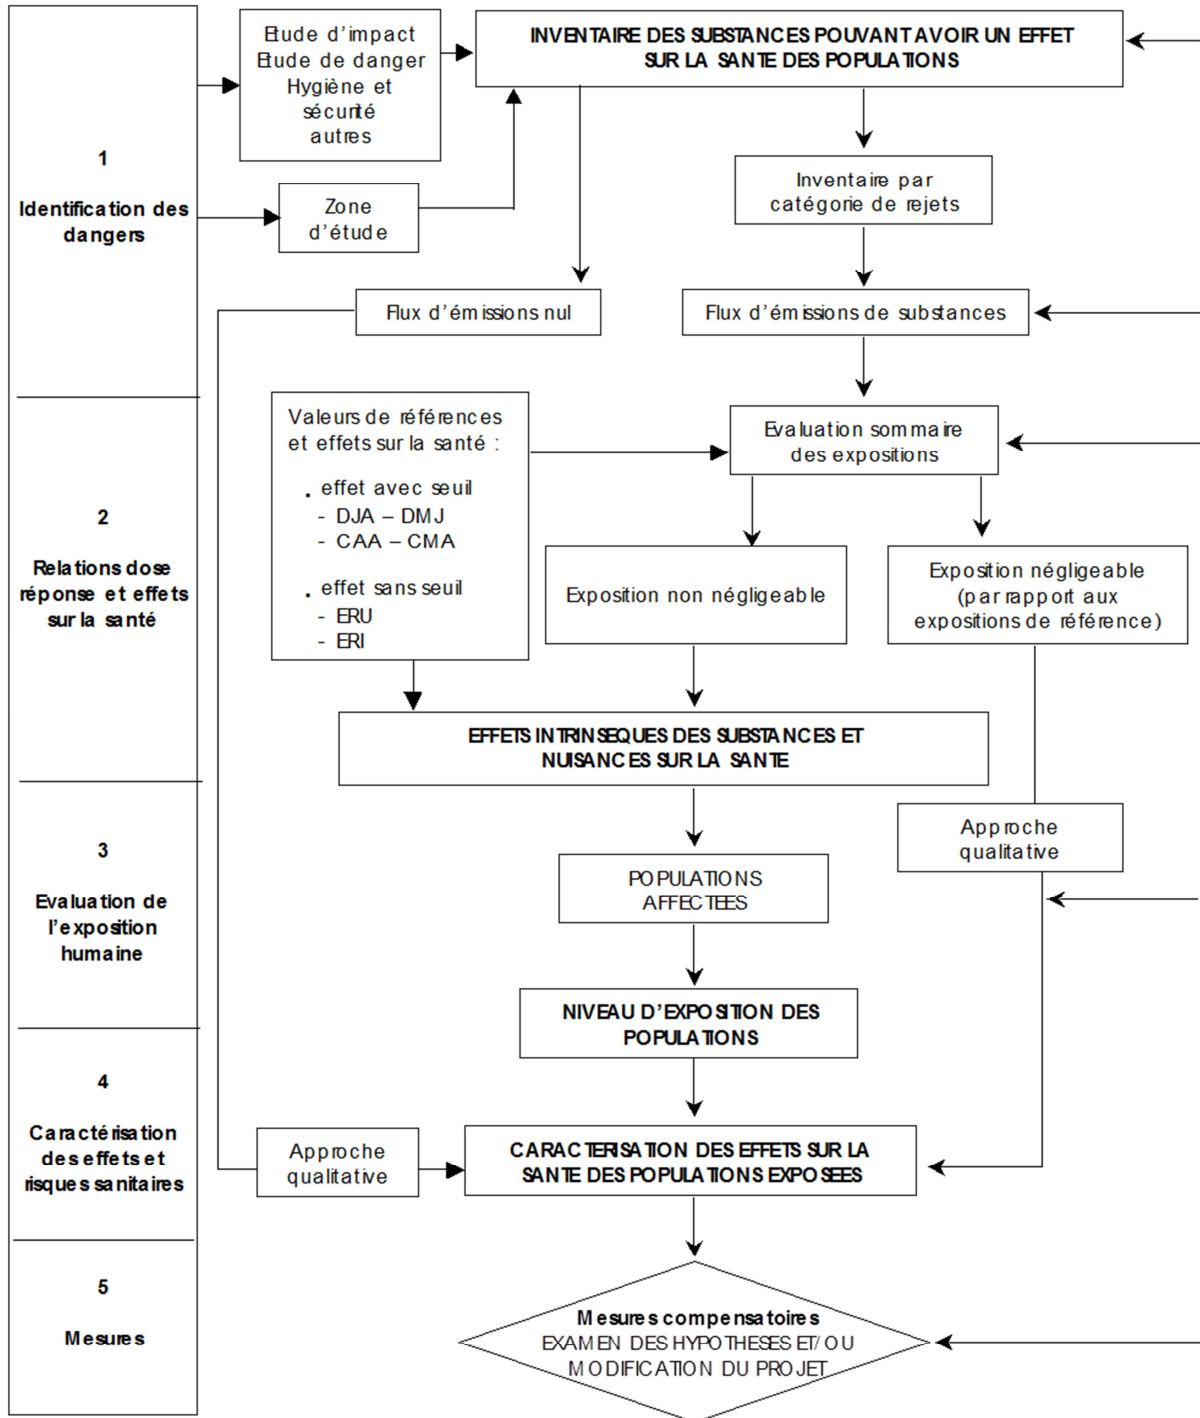 1
Identification des
dangers
2
Relations dose
réponse et effets
sur la santé
3
Evaluation de
l'exposition
humaine
4
Caractérisation
des effets et
risques sanitaires
5
Mesures
Etude d'impact
Etude de danger
Hygiène et
sécurité
autres
Zone
d'étude
INVENTAIRE DES SUBSTANCES POUVANT AVOIR UN EFFET
SUR LA SANTE DES POPULATIONS
Inventaire par
catégorie de rejets
Flux d'émissions nul
Flux d'émissions de substances
Valeurs de références
et effets sur la santé :
. effet avec seuil
- DJA – DMJ
- CAA – CMA
. effet sans seuil
- ERU
- ERI
Evaluation sommaire
des expositions
Exposition non négligeable
Exposition négligeable
(par rapport aux
expositions de référence)
EFFETS INTRINSEQUES DES SUBSTANCES ET
NUISANCES SUR LA SANTE
Approche
qualitative
POPULATIONS
AFFECTEES
NIVEAU D'EXPOSITION DES
POPULATIONS
Approche
qualitative
CARACTERISATION DES EFFETS SUR LA
SANTE DES POPULATIONS EXPOSEES
Mesures compensatoires
EXAMEN DES HYPOTHESES ET/OU
MODIFICATION DU PROJET